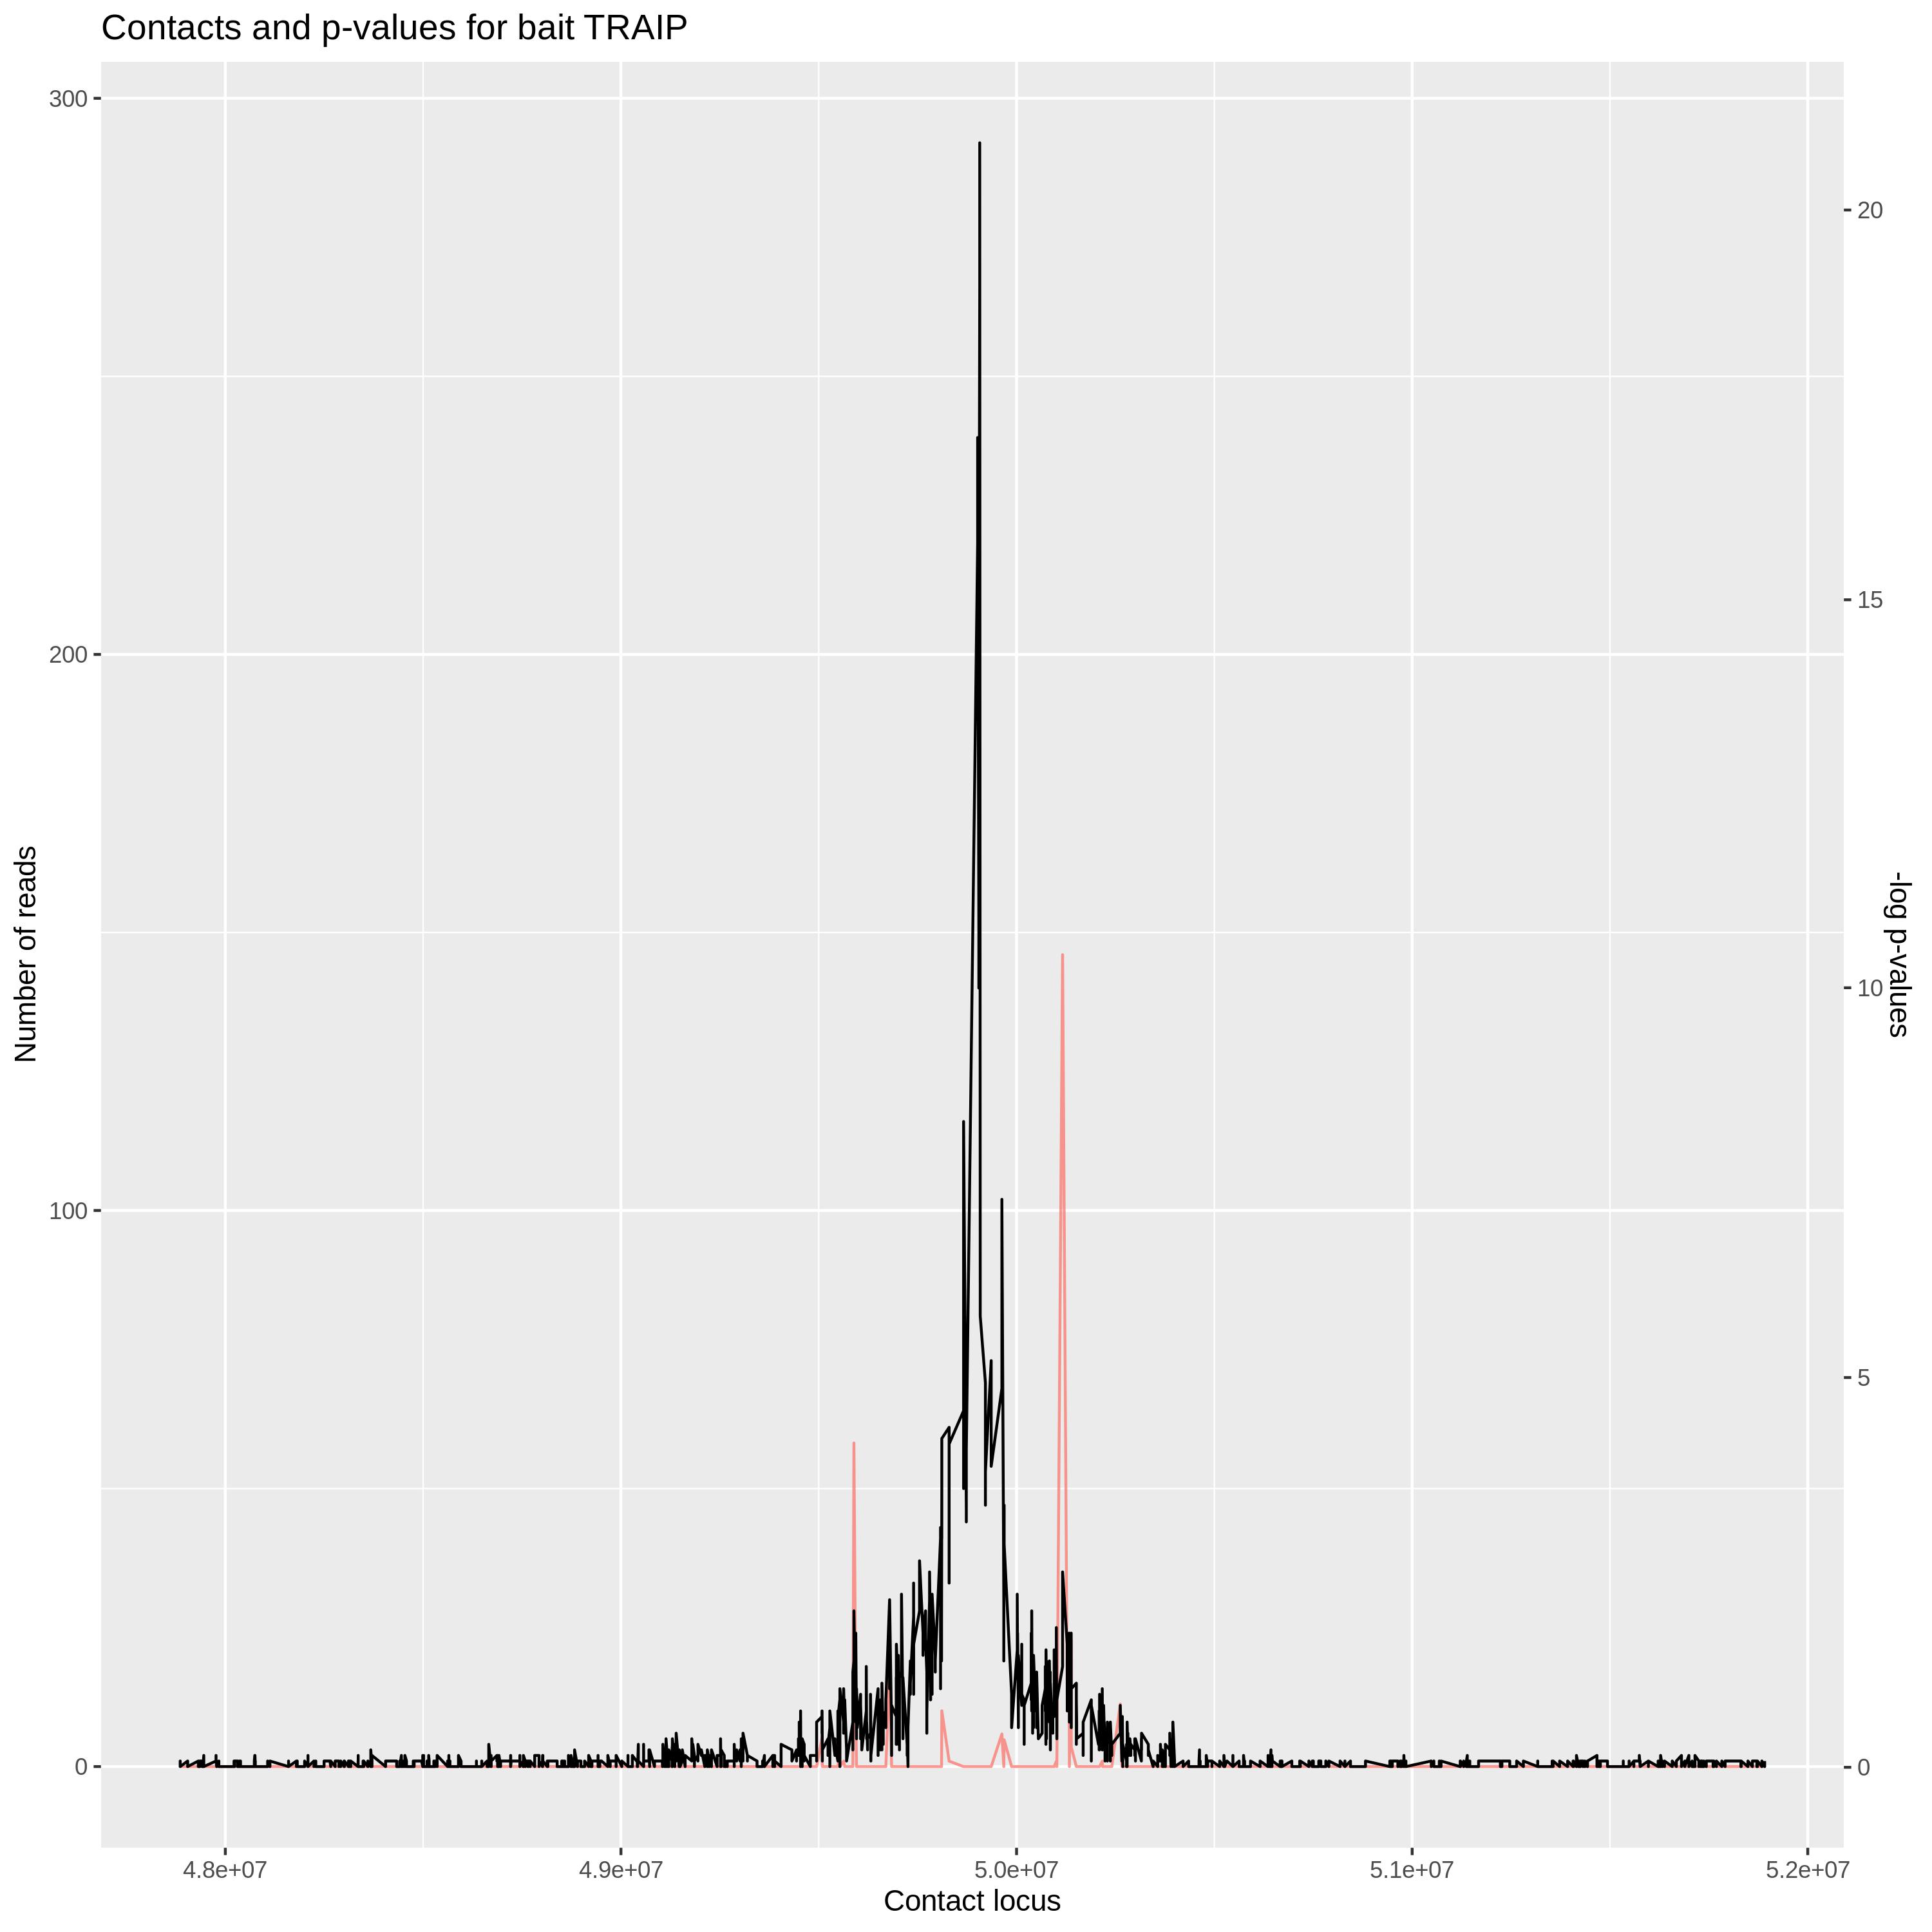 Contacts and p-values for bait TRAIP
300
200
100
0
Number of reads
20
15
10
5
0
-log p-values
4.8e+07
4.9e+07
5.0e+07
5.1e+07
5.2e+07
Contact locus